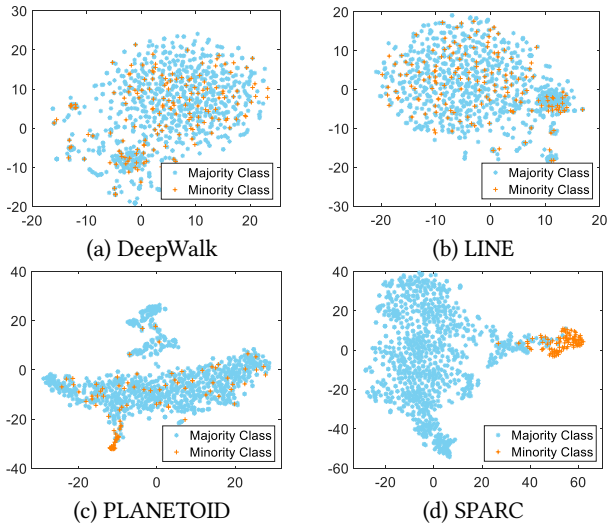 30
20
10
0
-10
-20
-20 -10 0 10 20
Majority Class
Minority Class
(a) DeepWalk
20
10
0
-10
-20
-30
-20 -10 0 10 20
Majority Class
Minority Class
(b) LINE
40
20
0
-20
-40
-20 0 20
Majority Class
Minority Class
(c) PLANETOID
40
20
0
-20
-40
-60
-20 0 20 40 60
Majority Class
Minority Class
(d) SPARC